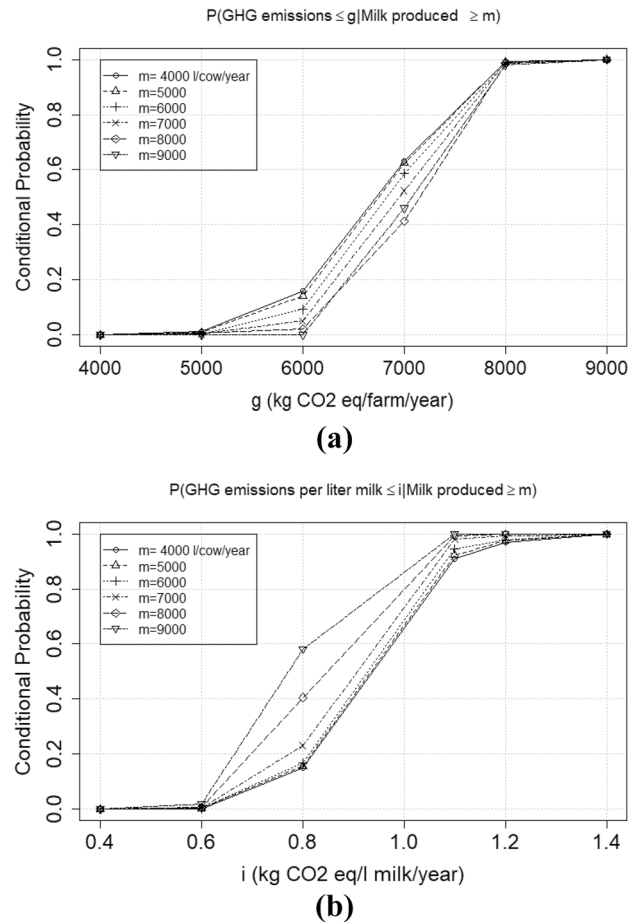 P(GHG emissions ≤ g|Milk produced ≥ m)
Conditional Probability
1.0
0.8
0.6
0.4
0.2
0.0
m= 4000 l/cow/year
m=5000
m=6000
m=7000
m=8000
m=9000
4000 5000 6000 7000 8000 9000
g (kg CO2 eq/farm/year)
(a)
P(GHG emissions per liter milk ≤ i|Milk produced ≥ m)
Conditional Probability
1.0
0.8
0.6
0.4
0.2
0.0
m= 4000 l/cow/year
m=5000
m=6000
m=7000
m=8000
m=9000
0.4 0.6 0.8 1.0 1.2 1.4
i (kg CO2 eq/l milk/year)
(b)